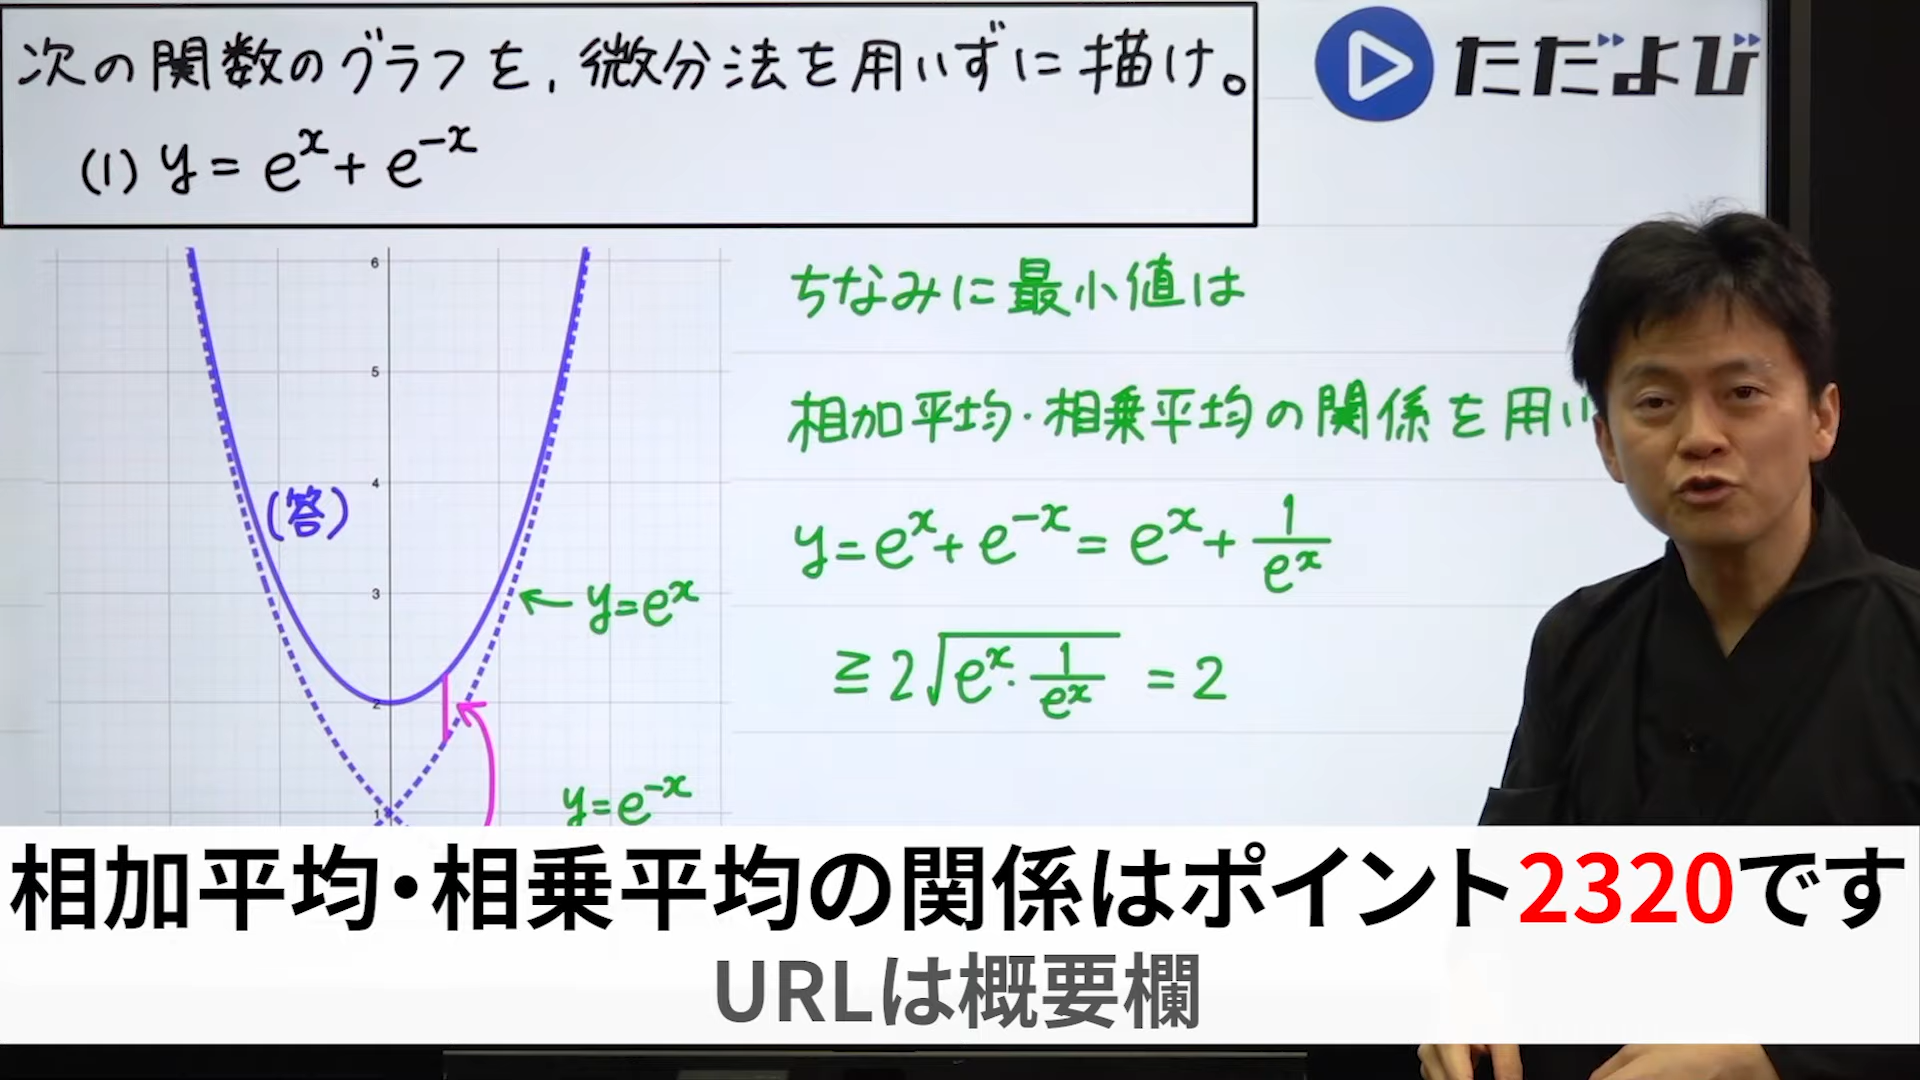 次の関数のグラフを, 微分法を用いずに描け。
(1) y = e^x + e^{-x}
ただよび
6
5
4
3
2
1
(答)
y=e^x
y=e^{-x}
ちなみに最小値は
相加平均・相乗平均の関係を用い
y=e^x+e^{-x}=e^x+\frac{1}{e^x}
≧2\sqrt{e^x・\frac{1}{e^x}} =2
相加平均・相乗平均の関係はポイント2320です
URLは概要欄